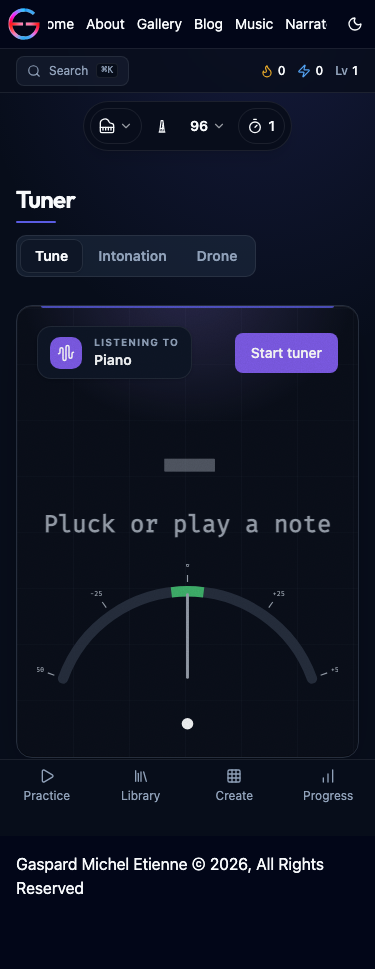 ome About Gallery Blog Music Narrat
Search ⌘K 0 0 Lv 1
96 1
Tuner
Tune Intonation Drone
LISTENING TO
Piano
Start tuner
—
Pluck or play a note
0
-25 +25
50 +5
Practice Library Create Progress
Gaspard Michel Etienne © 2026, All Rights
Reserved